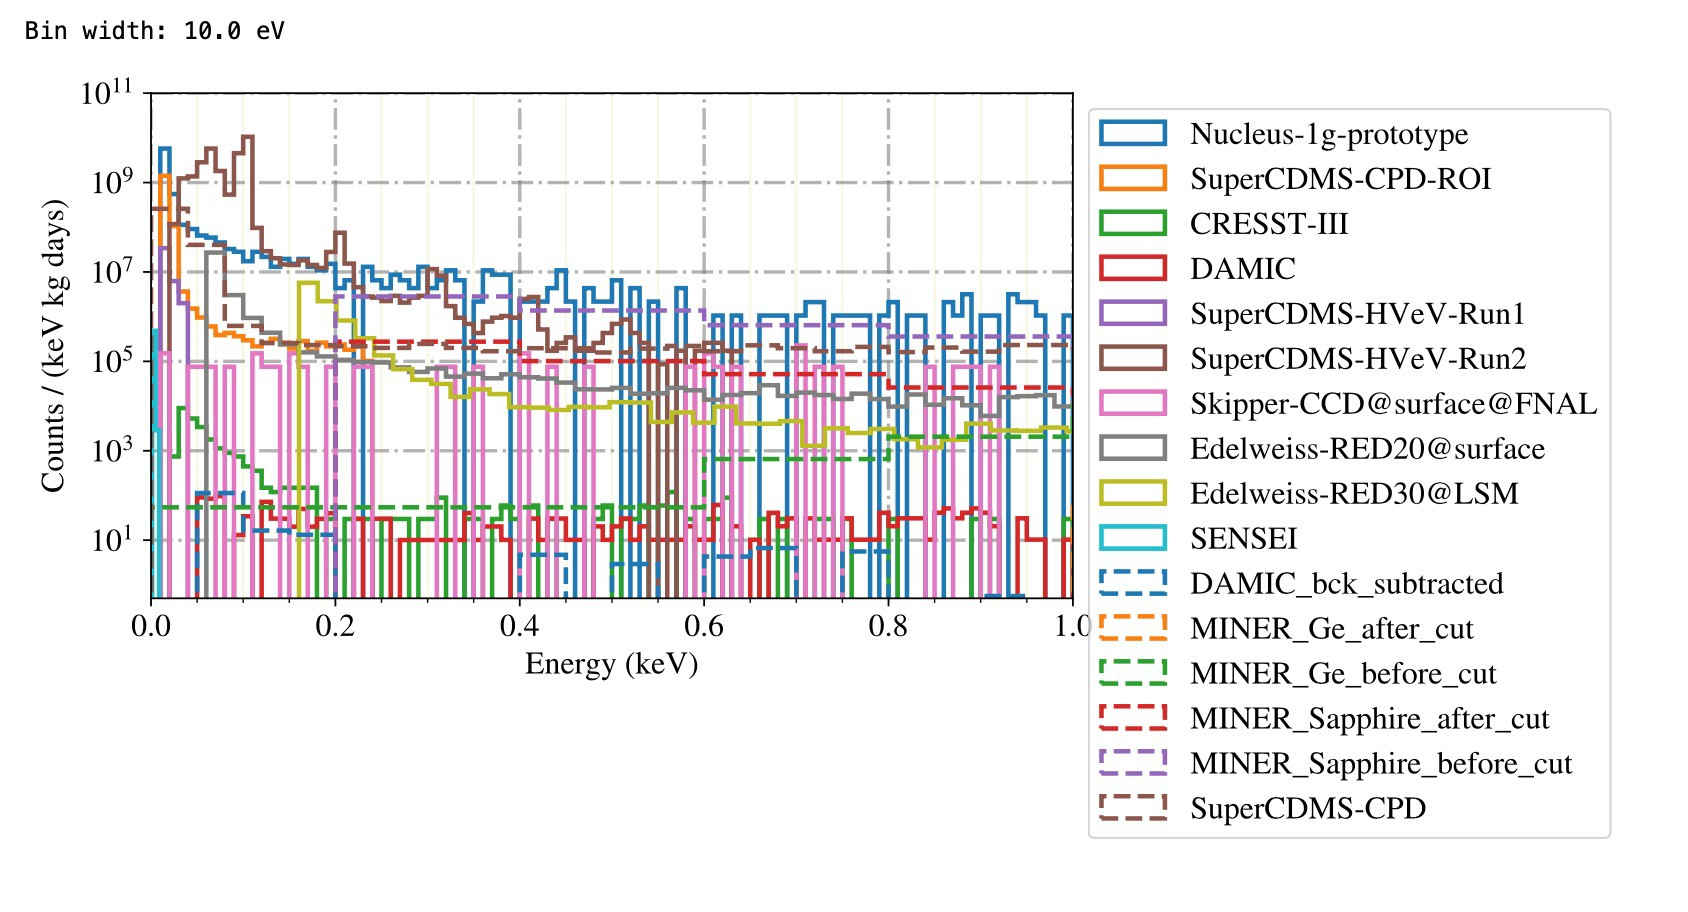 Bin width: 10.0 eV
10^11
10^9
10^7
10^5
10^3
10^1
Counts / (keV kg days)
0.0 0.2 0.4 0.6 0.8 1.0
Energy (keV)
Nucleus-1g-prototype
SuperCDMS-CPD-ROI
CRESST-III
DAMIC
SuperCDMS-HVeV-Run1
SuperCDMS-HVeV-Run2
Skipper-CCD@surface@FNAL
Edelweiss-RED20@surface
Edelweiss-RED30@LSM
SENSEI
DAMIC_bck_subtracted
MINER_Ge_after_cut
MINER_Ge_before_cut
MINER_Sapphire_after_cut
MINER_Sapphire_before_cut
SuperCDMS-CPD